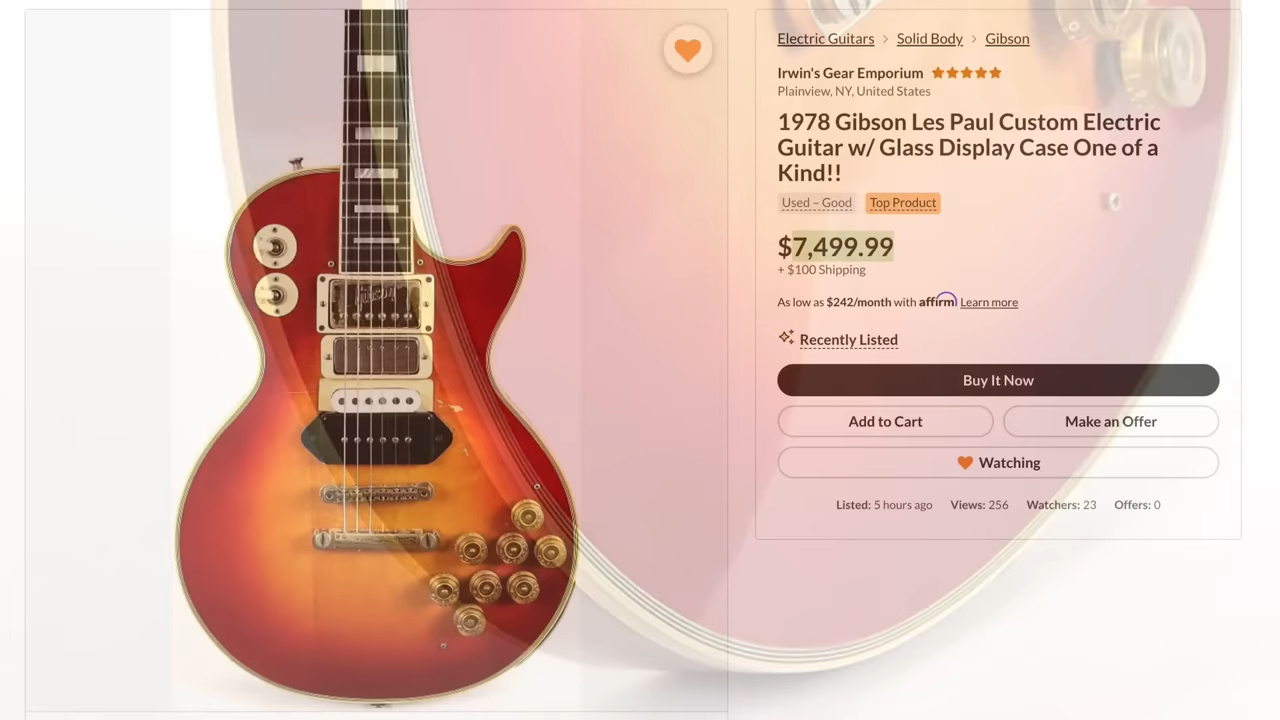 Electric Guitars > Solid Body > Gibson
Irwin's Gear Emporium
Plainview, NY, United States
1978 Gibson Les Paul Custom Electric
Guitar w/ Glass Display Case One of a
Kind!!
Used – Good Top Product
$7,499.99
+ $100 Shipping
As low as $242/month with affirm Learn more
Recently Listed
Buy It Now
Add to Cart Make an Offer
Watching
Listed: 5 hours ago Views: 256 Watchers: 23 Offers: 0
Gibson